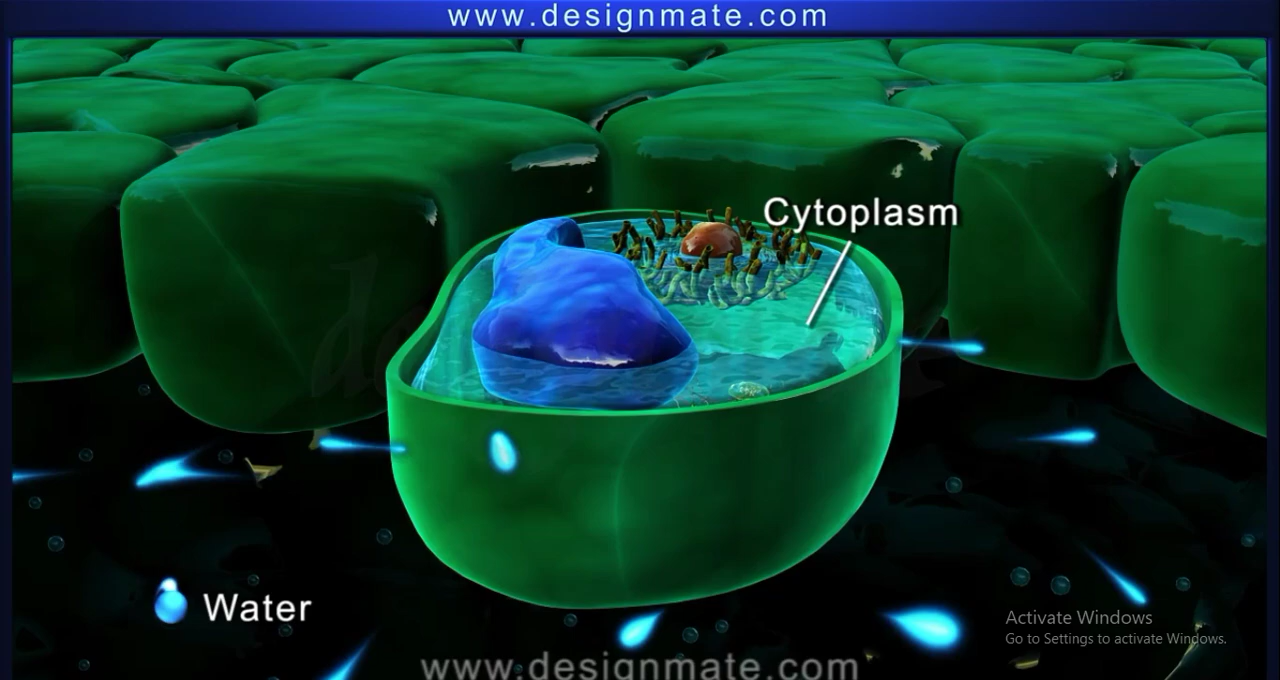 www.designmate.com
Cytoplasm
Water
Activate Windows
Go to Settings to activate Windows.
www.designmate.com